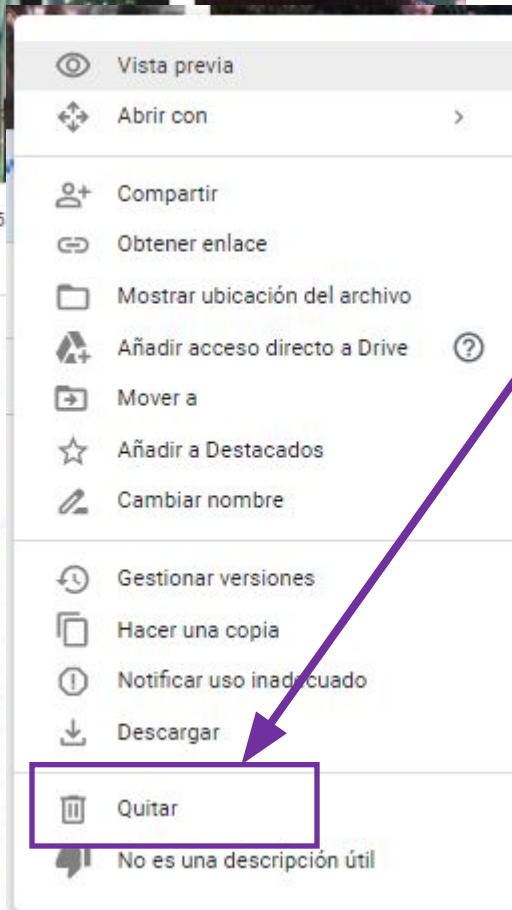 Vista previa
Abrir con
Compartir
Obtener enlace
Mostrar ubicación del archivo
Añadir acceso directo a Drive
Mover a
Añadir a Destacados
Cambiar nombre
Gestionar versiones
Hacer una copia
Notificar uso inadecuado
Descargar
Quitar
No es una descripción útil